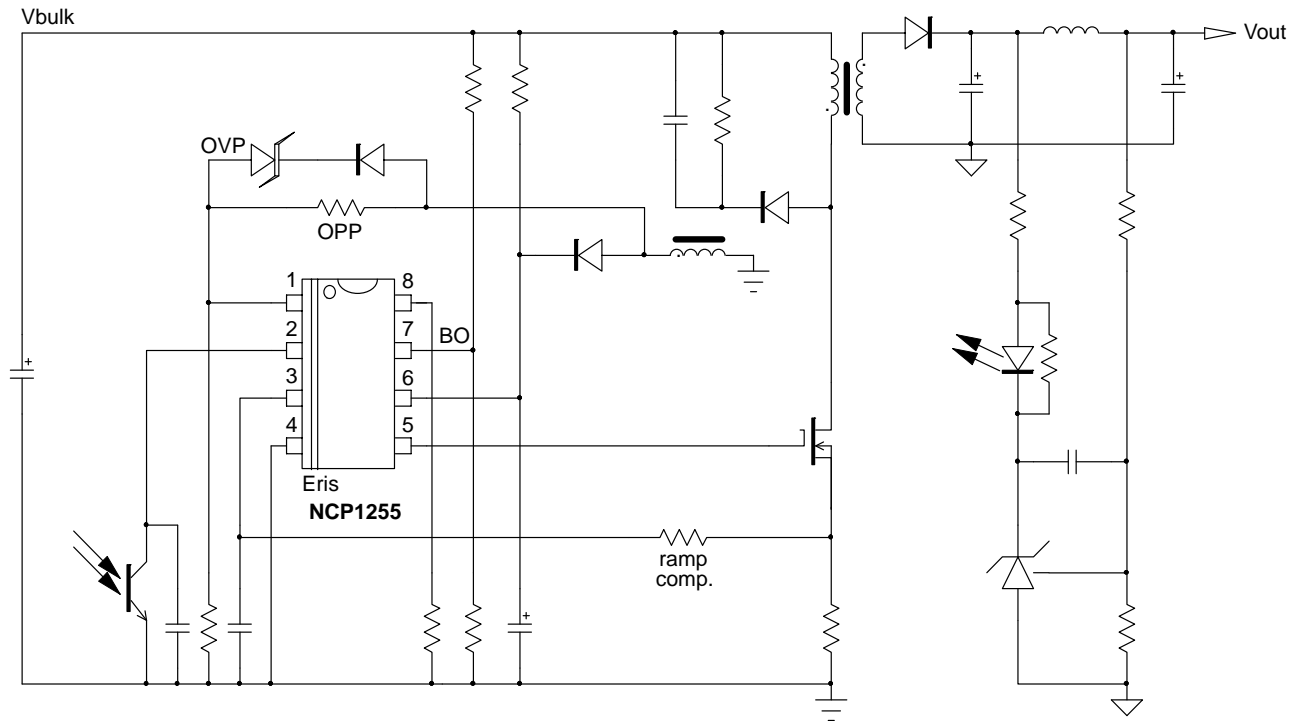 Vbulk
Vout
OVP
OPP
1
8
2
7
BO
3
6
4
5
Eris
NCP1255
ramp
comp.
+
+
+
+
+